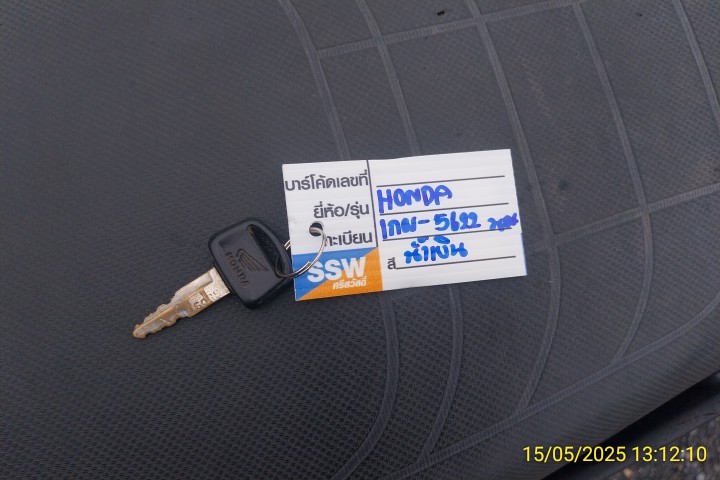 บาร์โค้ดเลขที่
ยี่ห้อ/รุ่น HONDA
ทะเบียน 1กฒ-5622
สี น้ำเงิน
SSW
ศรีสวัสดิ์
HONDA
15/05/2025 13:12:10